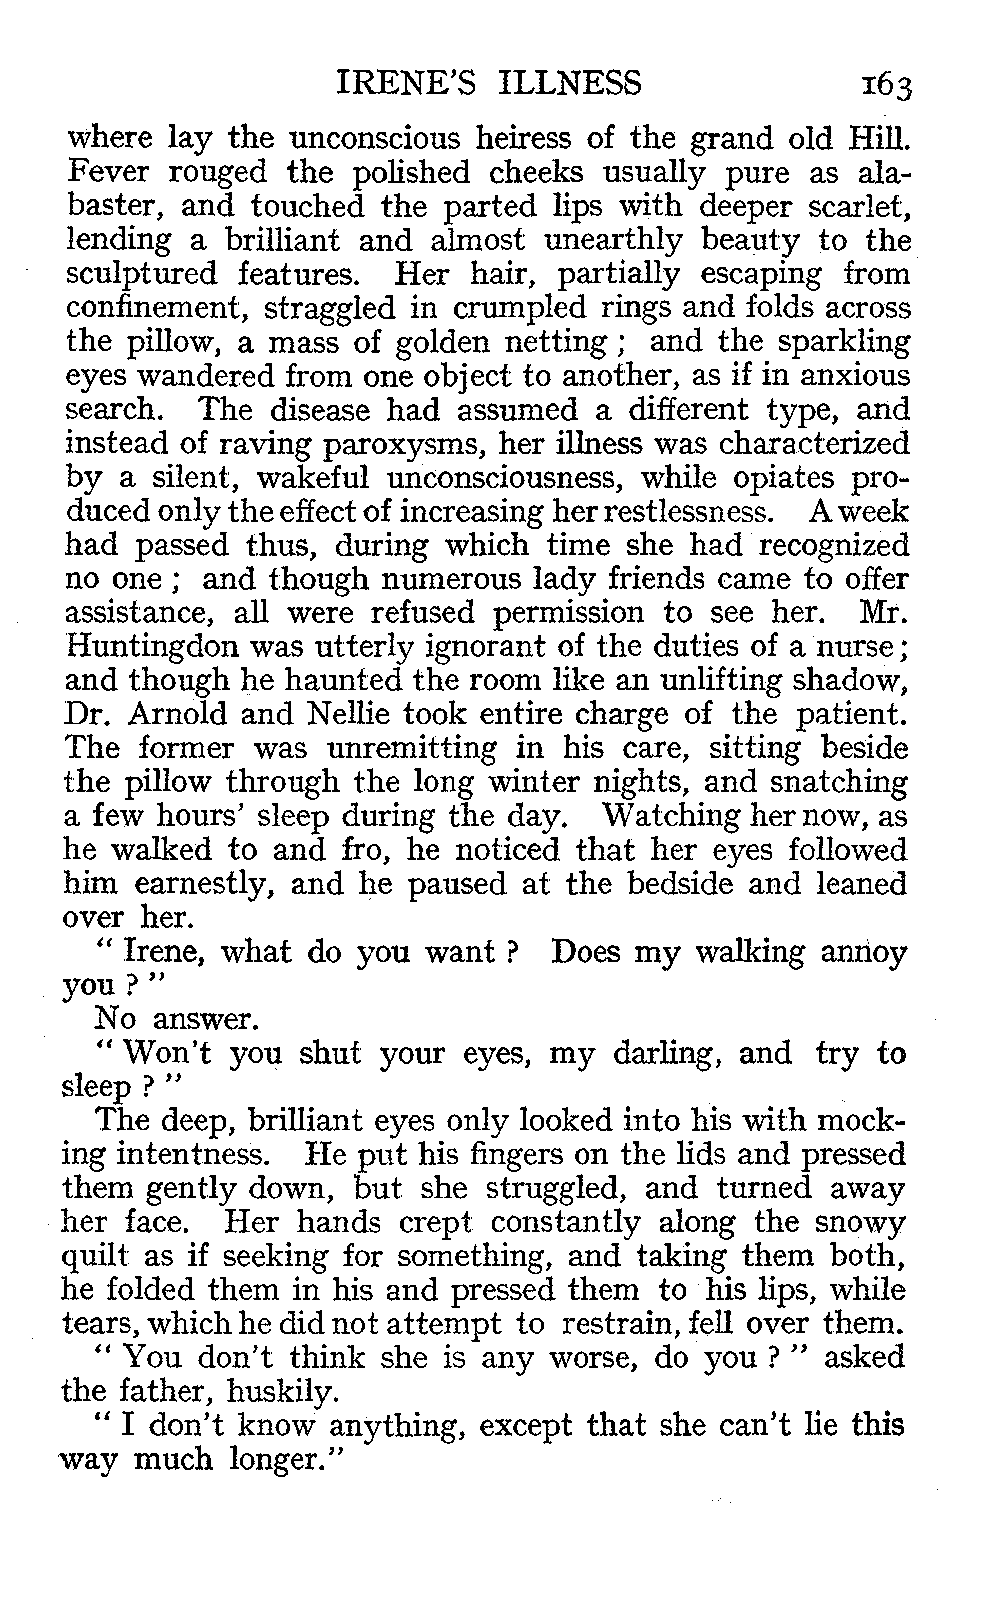 IRENE'S ILLNESS 163
where lay the unconscious heiress of the grand old Hill.
Fever rouged the polished cheeks usually pure as ala-
baster, and touched the parted lips with deeper scarlet,
lending a brilliant and almost unearthly beauty to the
sculptured features. Her hair, partially escaping from
confinement, straggled in crumpled rings and folds across
the pillow, a mass of golden netting ; and the sparkling
eyes wandered from one object to another, as if in anxious
search. The disease had assumed a different type, and
instead of raving paroxysms, her illness was characterized
by a silent, wakeful unconsciousness, while opiates pro-
duced only the effect of increasing her restlessness. A week
had passed thus, during which time she had recognized
no one ; and though numerous lady friends came to offer
assistance, all were refused permission to see her. Mr.
Huntingdon was utterly ignorant of the duties of a nurse ;
and though he haunted the room like an unlifting shadow,
Dr. Arnold and Nellie took entire charge of the patient.
The former was unremitting in his care, sitting beside
the pillow through the long winter nights, and snatching
a few hours' sleep during the day. Watching her now, as
he walked to and fro, he noticed that her eyes followed
him earnestly, and he paused at the bedside and leaned
over her.
" Irene, what do you want ? Does my walking annoy
you ? "
No answer.
" Won't you shut your eyes, my darling, and try to
sleep ? "
The deep, brilliant eyes only looked into his with mock-
ing intentness. He put his fingers on the lids and pressed
them gently down, but she struggled, and turned away
her face. Her hands crept constantly along the snowy
quilt as if seeking for something, and taking them both,
he folded them in his and pressed them to his lips, while
tears, which he did not attempt to restrain, fell over them.
" You don't think she is any worse, do you ? " asked
the father, huskily.
" I don't know anything, except that she can't lie this
way much longer."